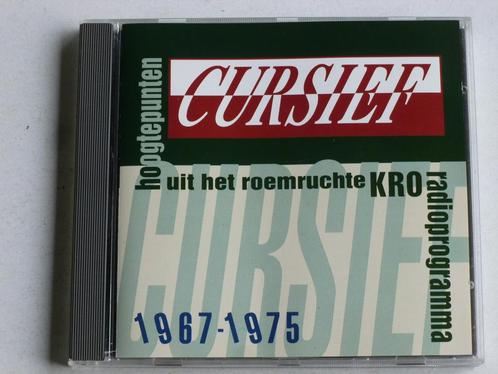 CURSIEF
hoogtepunten
uit het roemruchte KRO
radioprogramma
CURSIEF
1967-1975